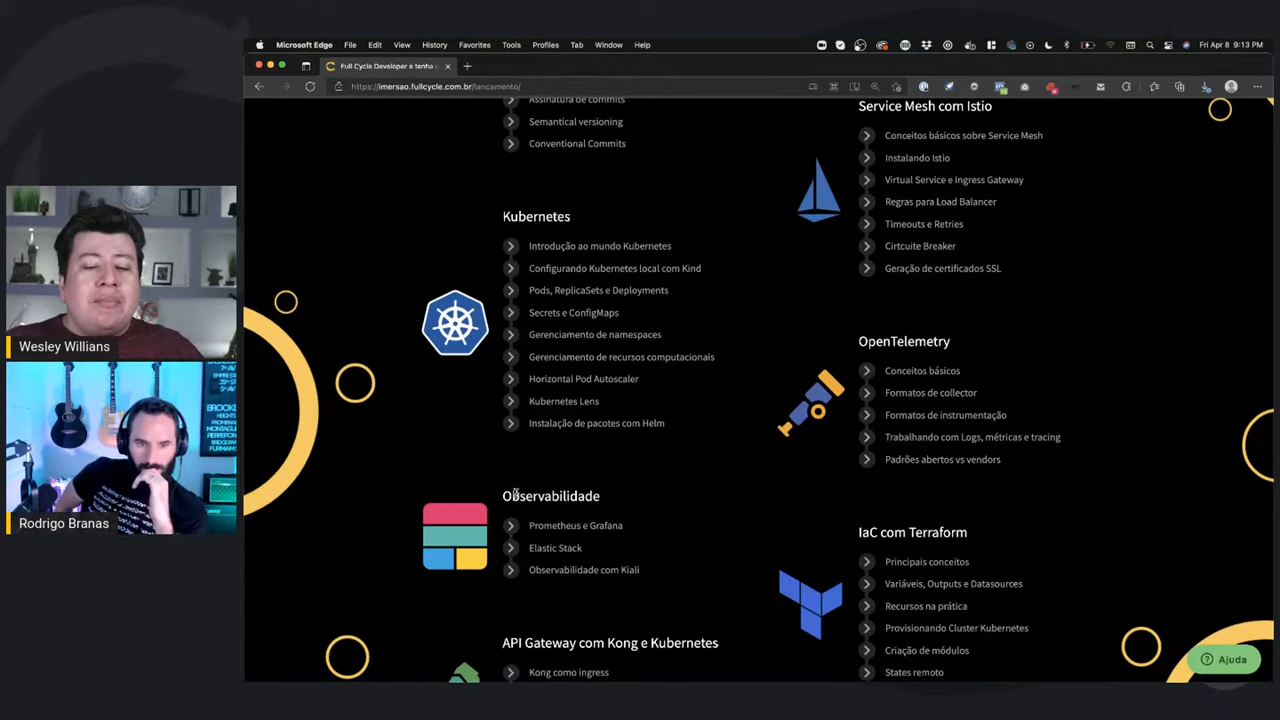 Microsoft Edge File Edit View History Favorites Tools Profiles Tab Window Help
Fri Apr 8 9:13 PM
Full Cycle Developer e tenha
https://imersao.fullcycle.com.br/lancamento/
Assinatura de commits
Semantical versioning
Conventional Commits
Kubernetes
Introdução ao mundo Kubernetes
Configurando Kubernetes local com Kind
Pods, ReplicaSets e Deployments
Secrets e ConfigMaps
Gerenciamento de namespaces
Gerenciamento de recursos computacionais
Horizontal Pod Autoscaler
Kubernetes Lens
Instalação de pacotes com Helm
Observabilidade
Prometheus e Grafana
Elastic Stack
Observabilidade com Kiali
API Gateway com Kong e Kubernetes
Kong como ingress
Service Mesh com Istio
Conceitos básicos sobre Service Mesh
Instalando Istio
Virtual Service e Ingress Gateway
Regras para Load Balancer
Timeouts e Retries
Cirtcuite Breaker
Geração de certificados SSL
OpenTelemetry
Conceitos básicos
Formatos de collector
Formatos de instrumentação
Trabalhando com Logs, métricas e tracing
Padrões abertos vs vendors
IaC com Terraform
Principais conceitos
Variáveis, Outputs e Datasources
Recursos na prática
Provisionando Cluster Kubernetes
Criação de módulos
States remoto
Ajuda
Wesley Willians
Rodrigo Branas